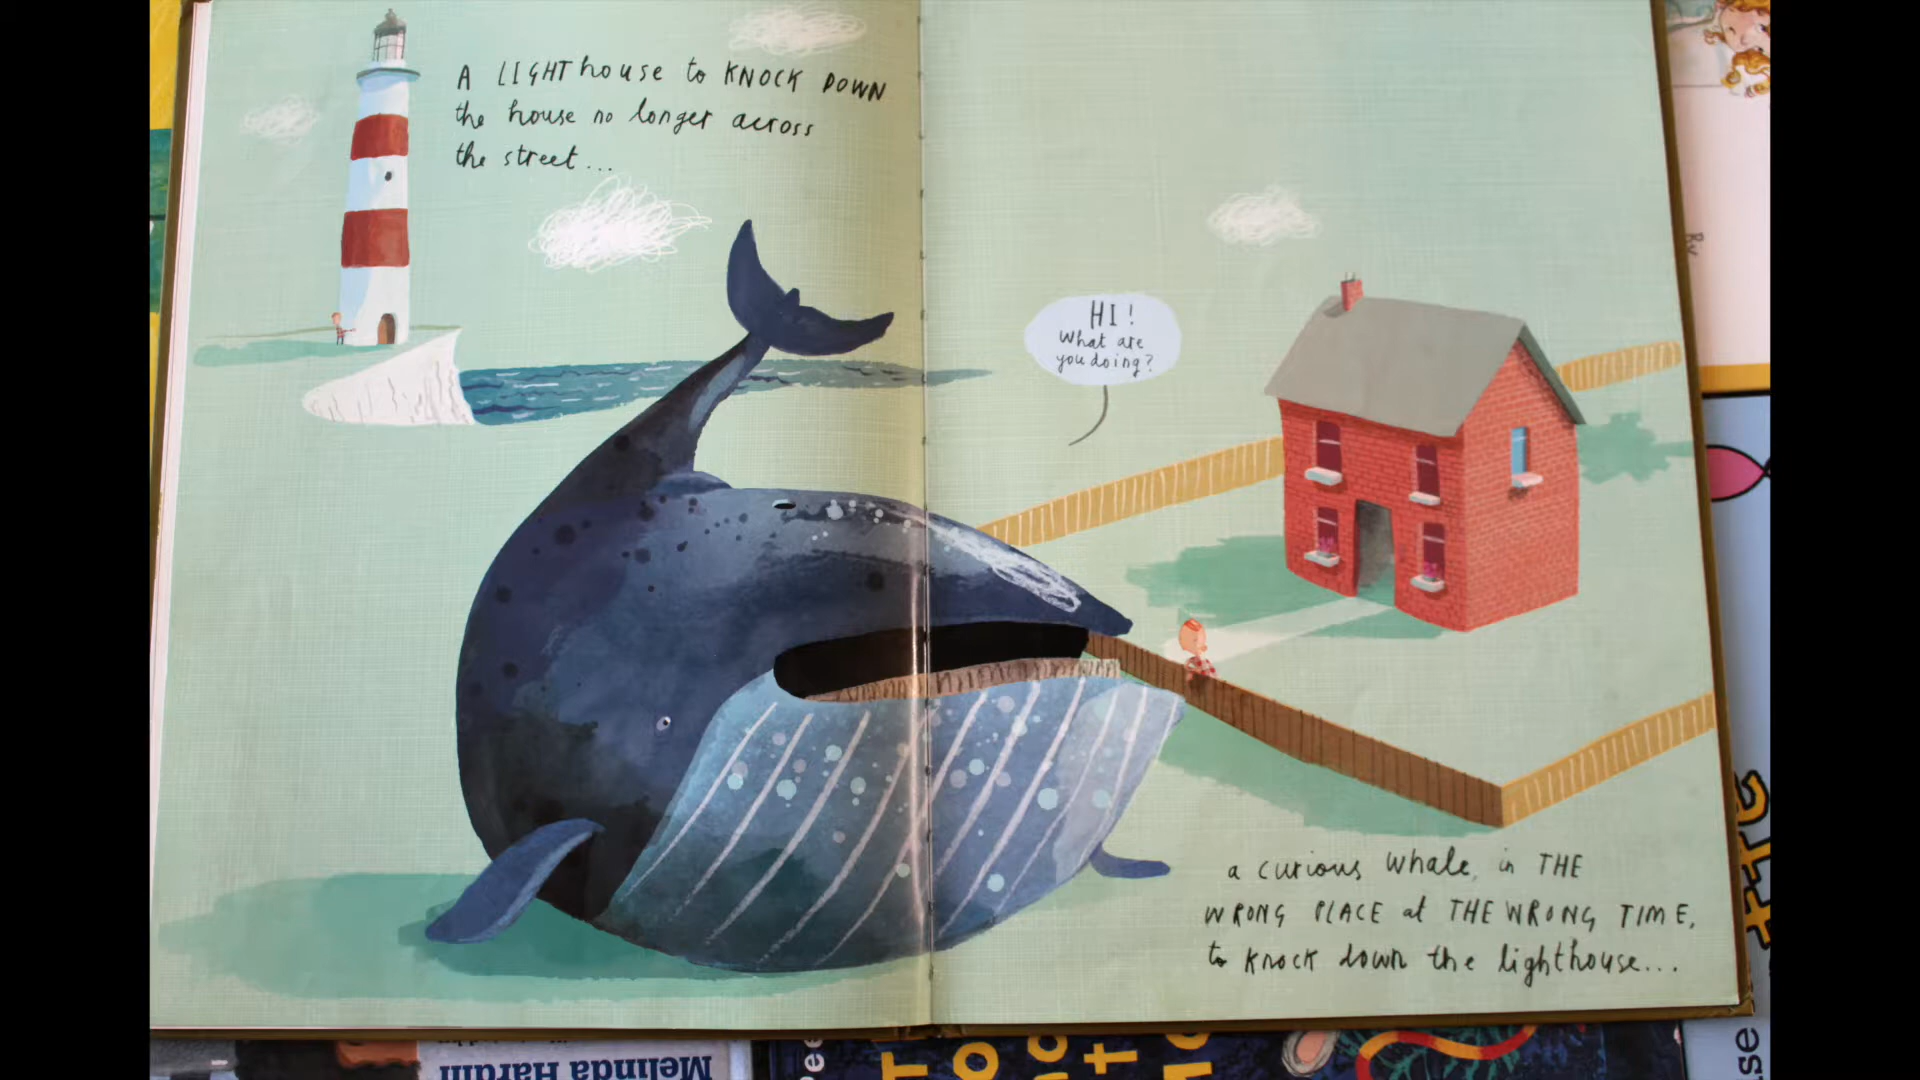 A LIGHThouse to KNOCK DOWN
the house no longer across
the street...
HI!
What are
you doing?
a curious whale, in THE
WRONG PLACE at THE WRONG TIME,
to knock down the lighthouse...
By
Melinda Hardin